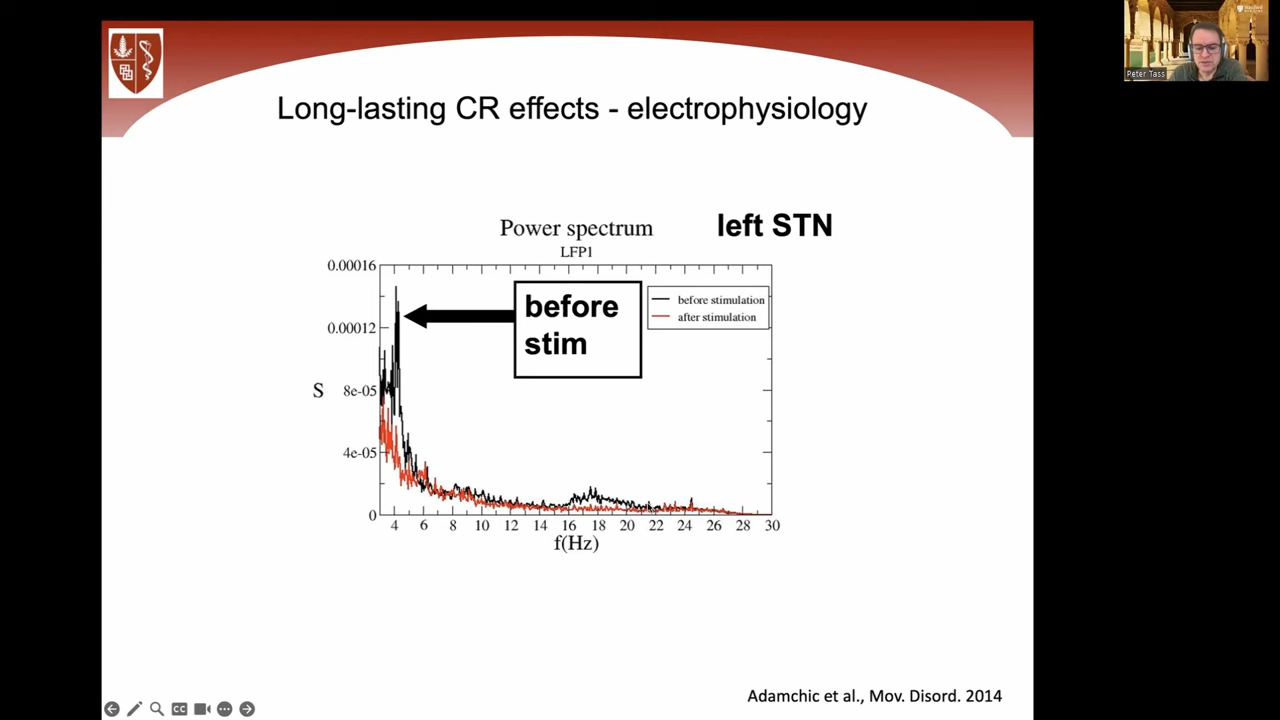 Peter Tass
Long-lasting CR effects - electrophysiology
Power spectrum
left STN
LFP1
0.00016
0.00012
8e-05
4e-05
0
S
before
stim
before stimulation
after stimulation
4 6 8 10 12 14 16 18 20 22 24 26 28 30
f(Hz)
Adamchic et al., Mov. Disord. 2014
CC